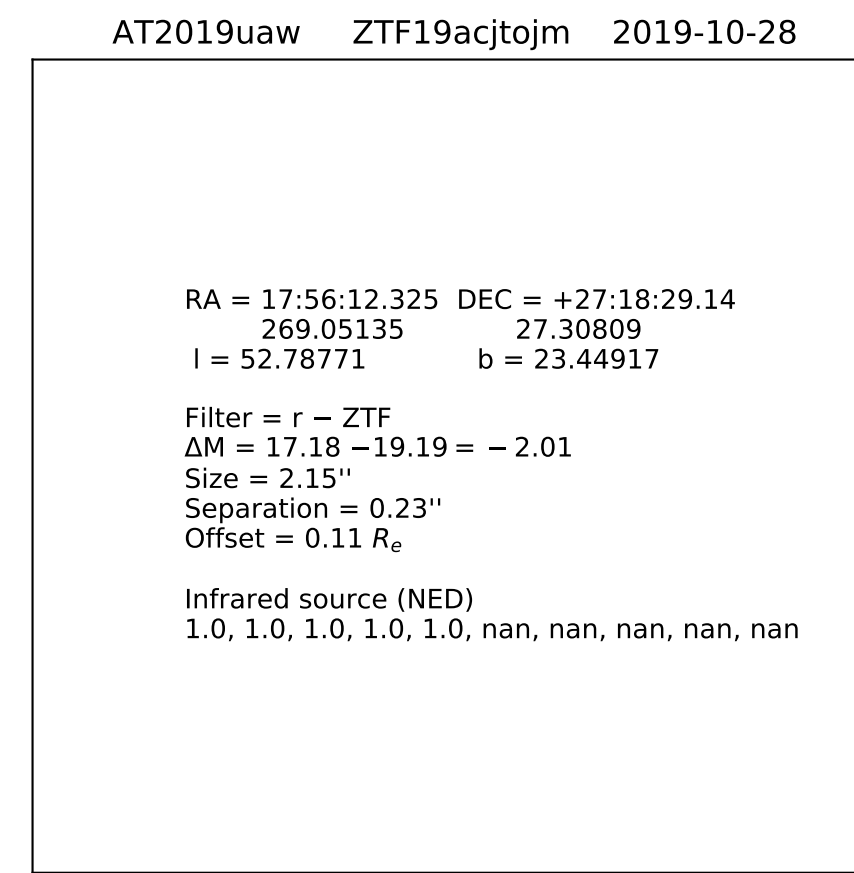 AT2019uaw ZTF19acjtojm 2019-10-28
RA = 17:56:12.325 DEC = +27:18:29.14
269.05135 27.30809
l = 52.78771 b = 23.44917
Filter = r − ZTF
ΔM = 17.18 −19.19 = − 2.01
Size = 2.15''
Separation = 0.23''
Offset = 0.11 Re
Infrared source (NED)
1.0, 1.0, 1.0, 1.0, 1.0, nan, nan, nan, nan, nan